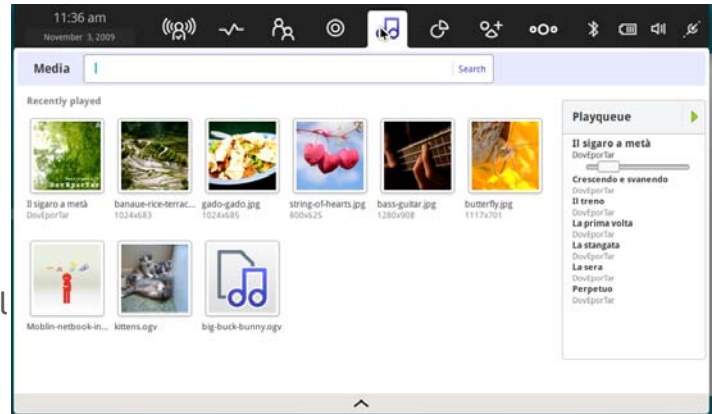 11:36 am
November 3, 2009
Media
Search
Recently played
Il sigaro a metà
DovEporTar
banaue-rice-terrac...
1024x683
gado-gado.jpg
1024x685
string-of-hearts.jpg
800x625
bass-guitar.jpg
1280x908
butterfly.jpg
1117x701
Moblin-netbook-in...
kittens.ogv
big-buck-bunny.ogv
Playqueue
Il sigaro a metà
DovEporTar
Crescendo e svanendo
DovEporTar
Il treno
DovEporTar
La prima volta
DovEporTar
La stangata
DovEporTar
La sera
DovEporTar
Perpetuo
DovEporTar
l